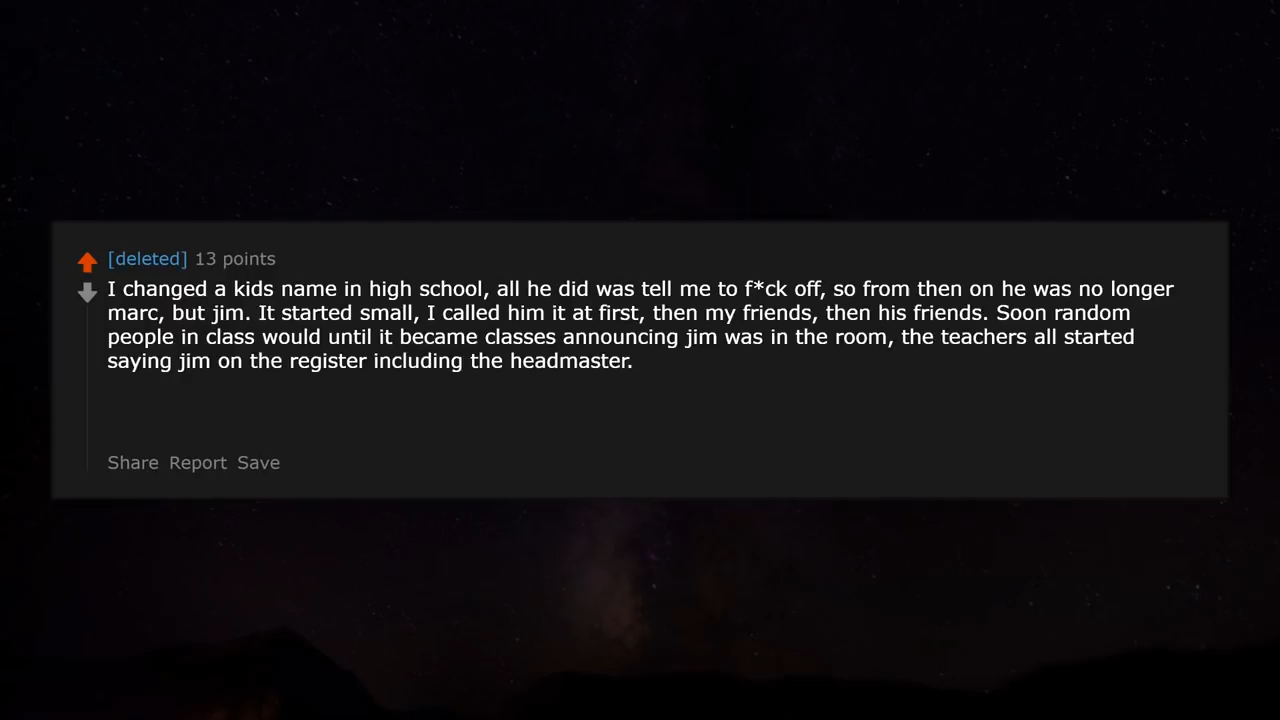 [deleted] 13 points
I changed a kids name in high school, all he did was tell me to f*ck off, so from then on he was no longer
marc, but jim. It started small, I called him it at first, then my friends, then his friends. Soon random
people in class would until it became classes announcing jim was in the room, the teachers all started
saying jim on the register including the headmaster.
Share Report Save